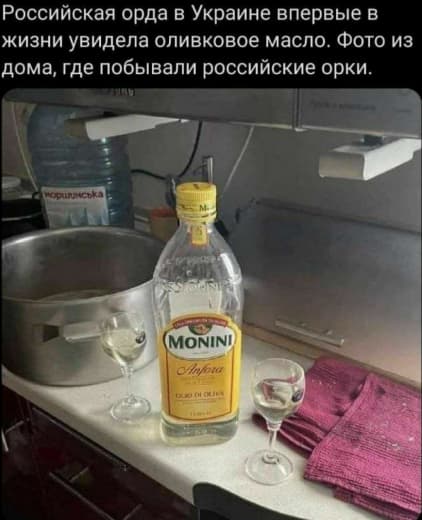 Российская орда в Украине впервые в
жизни увидела оливковое масло. Фото из
дома, где побывали российские орки.
моршинська
MONINI
Anfora
OLIO DI OLIVA